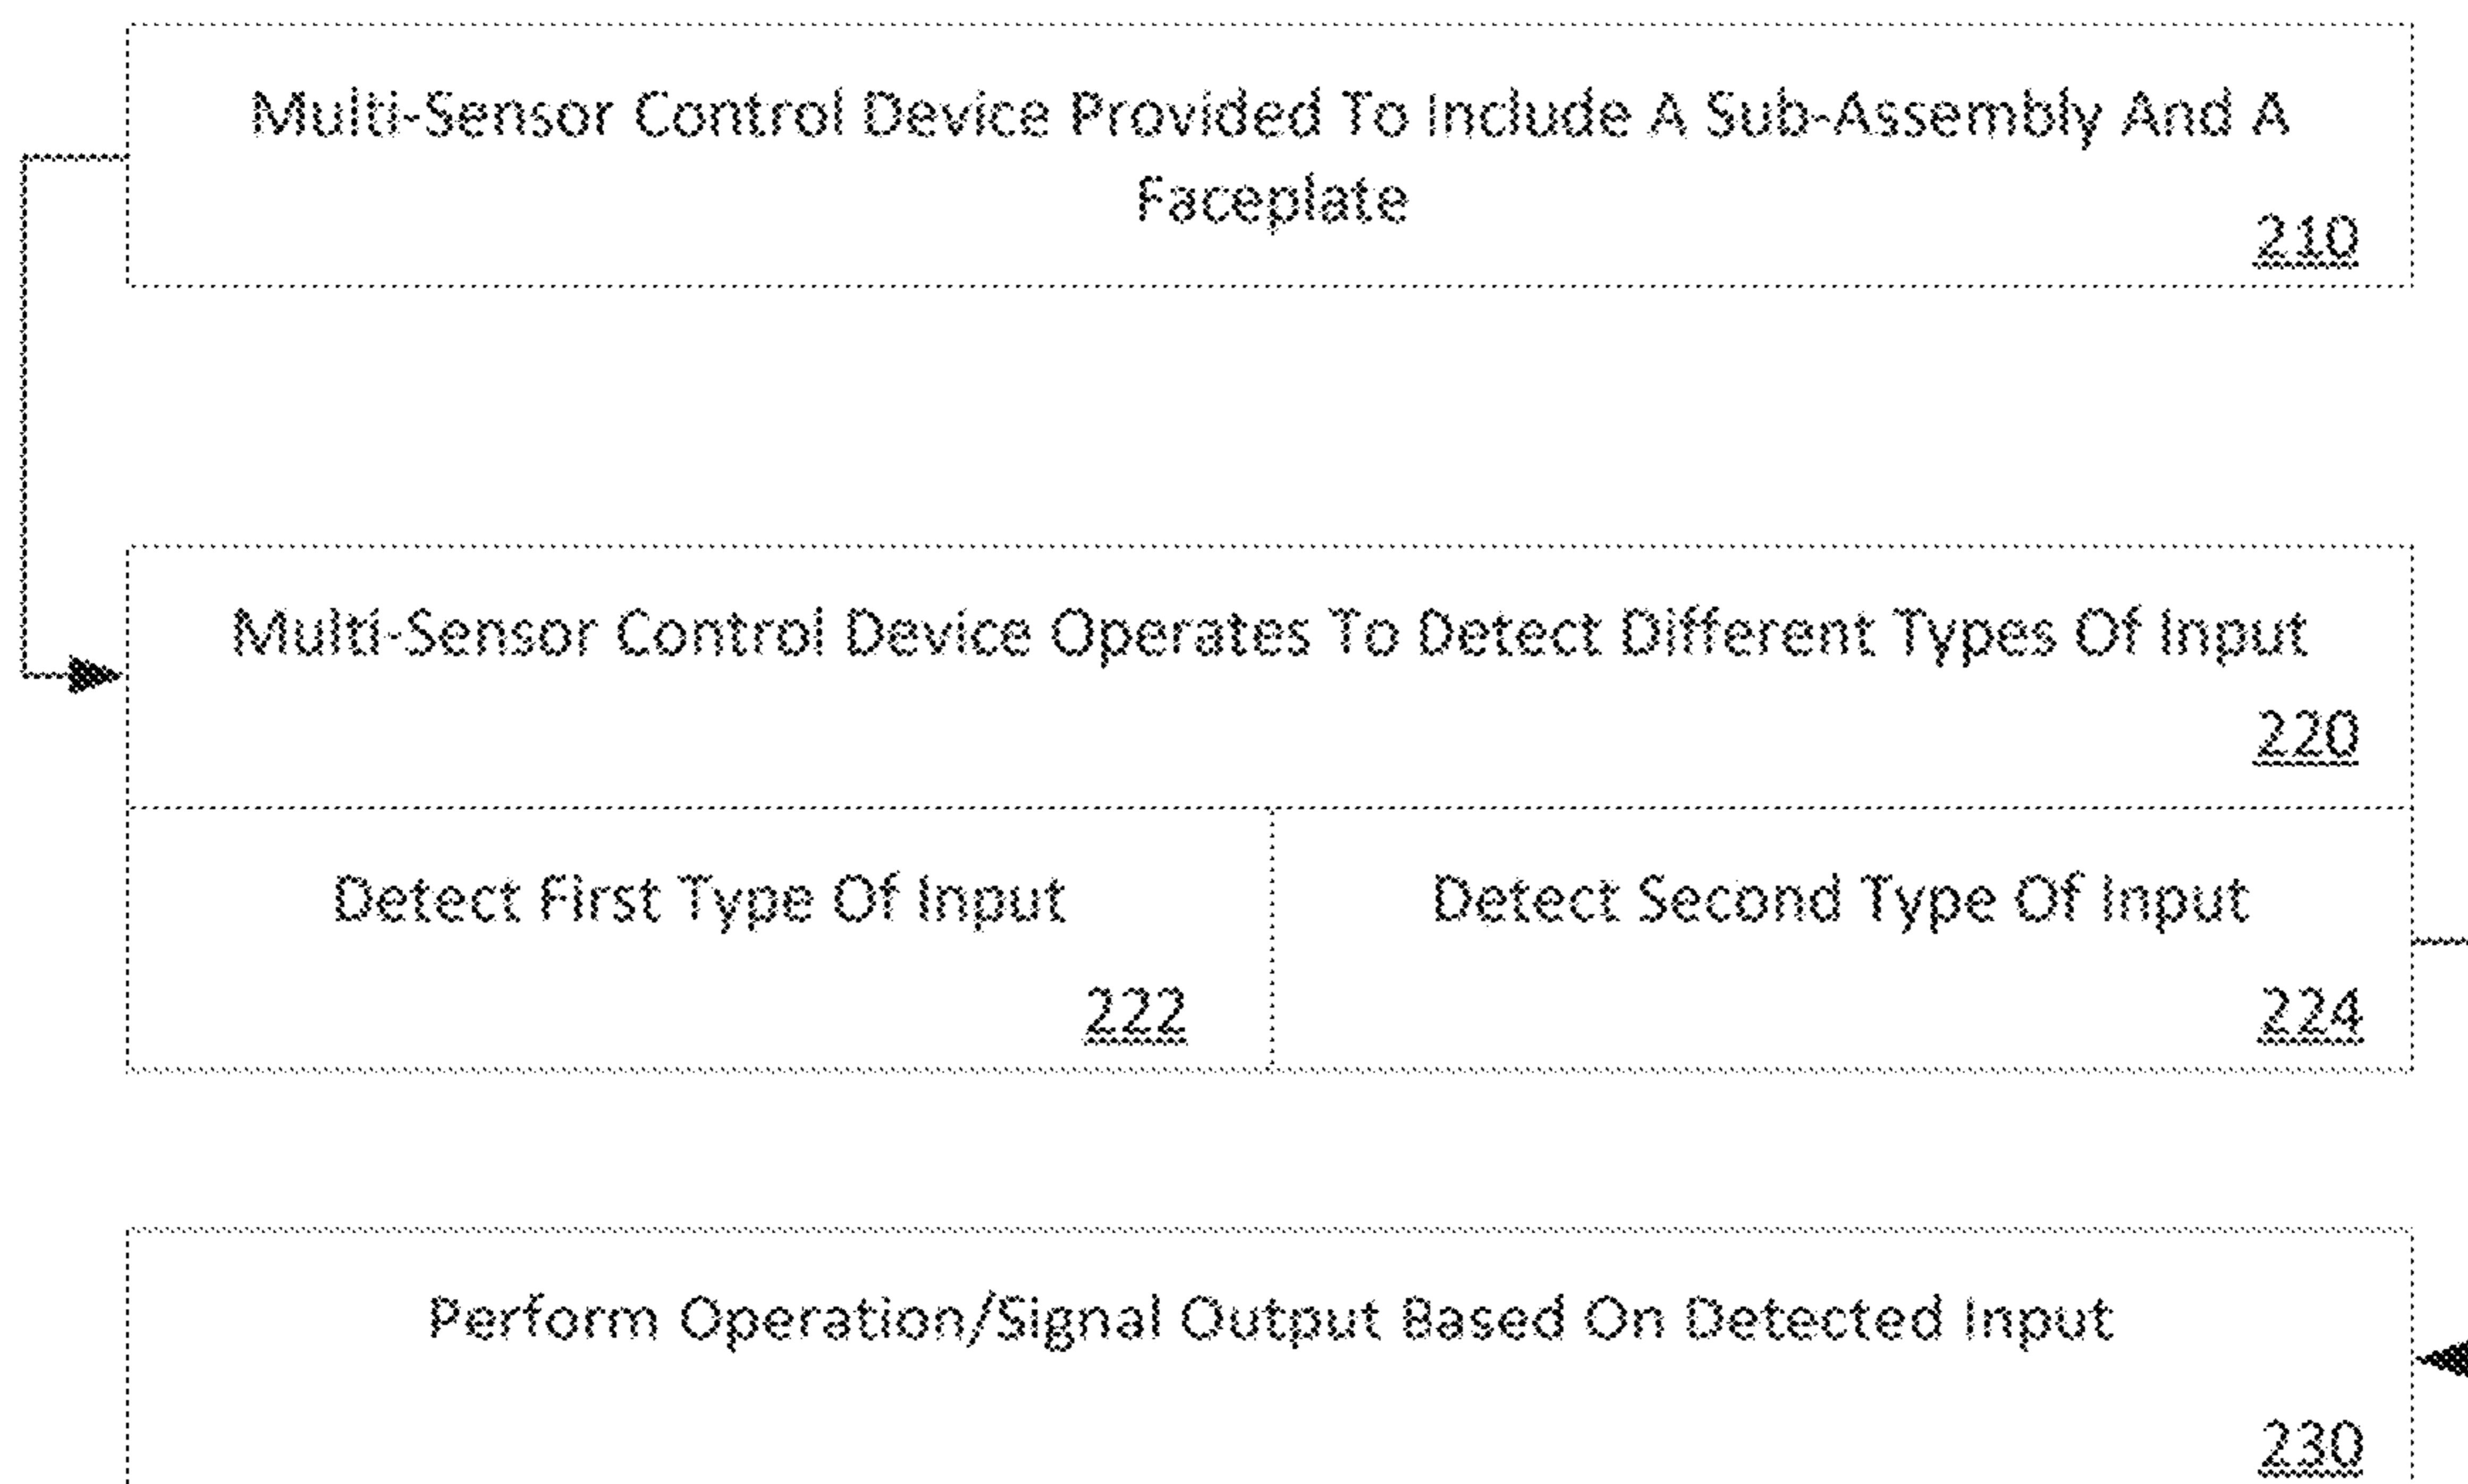 Multi-Sensor Control Device Provided To Include A Sub-Assembly And A
Faceplate
210
Multi-Sensor Control Device Operates To Detect Different Types Of Input
220
Detect First Type Of Input
222
Detect Second Type Of Input
224
Perform Operation/Signal Output Based On Detected Input
230